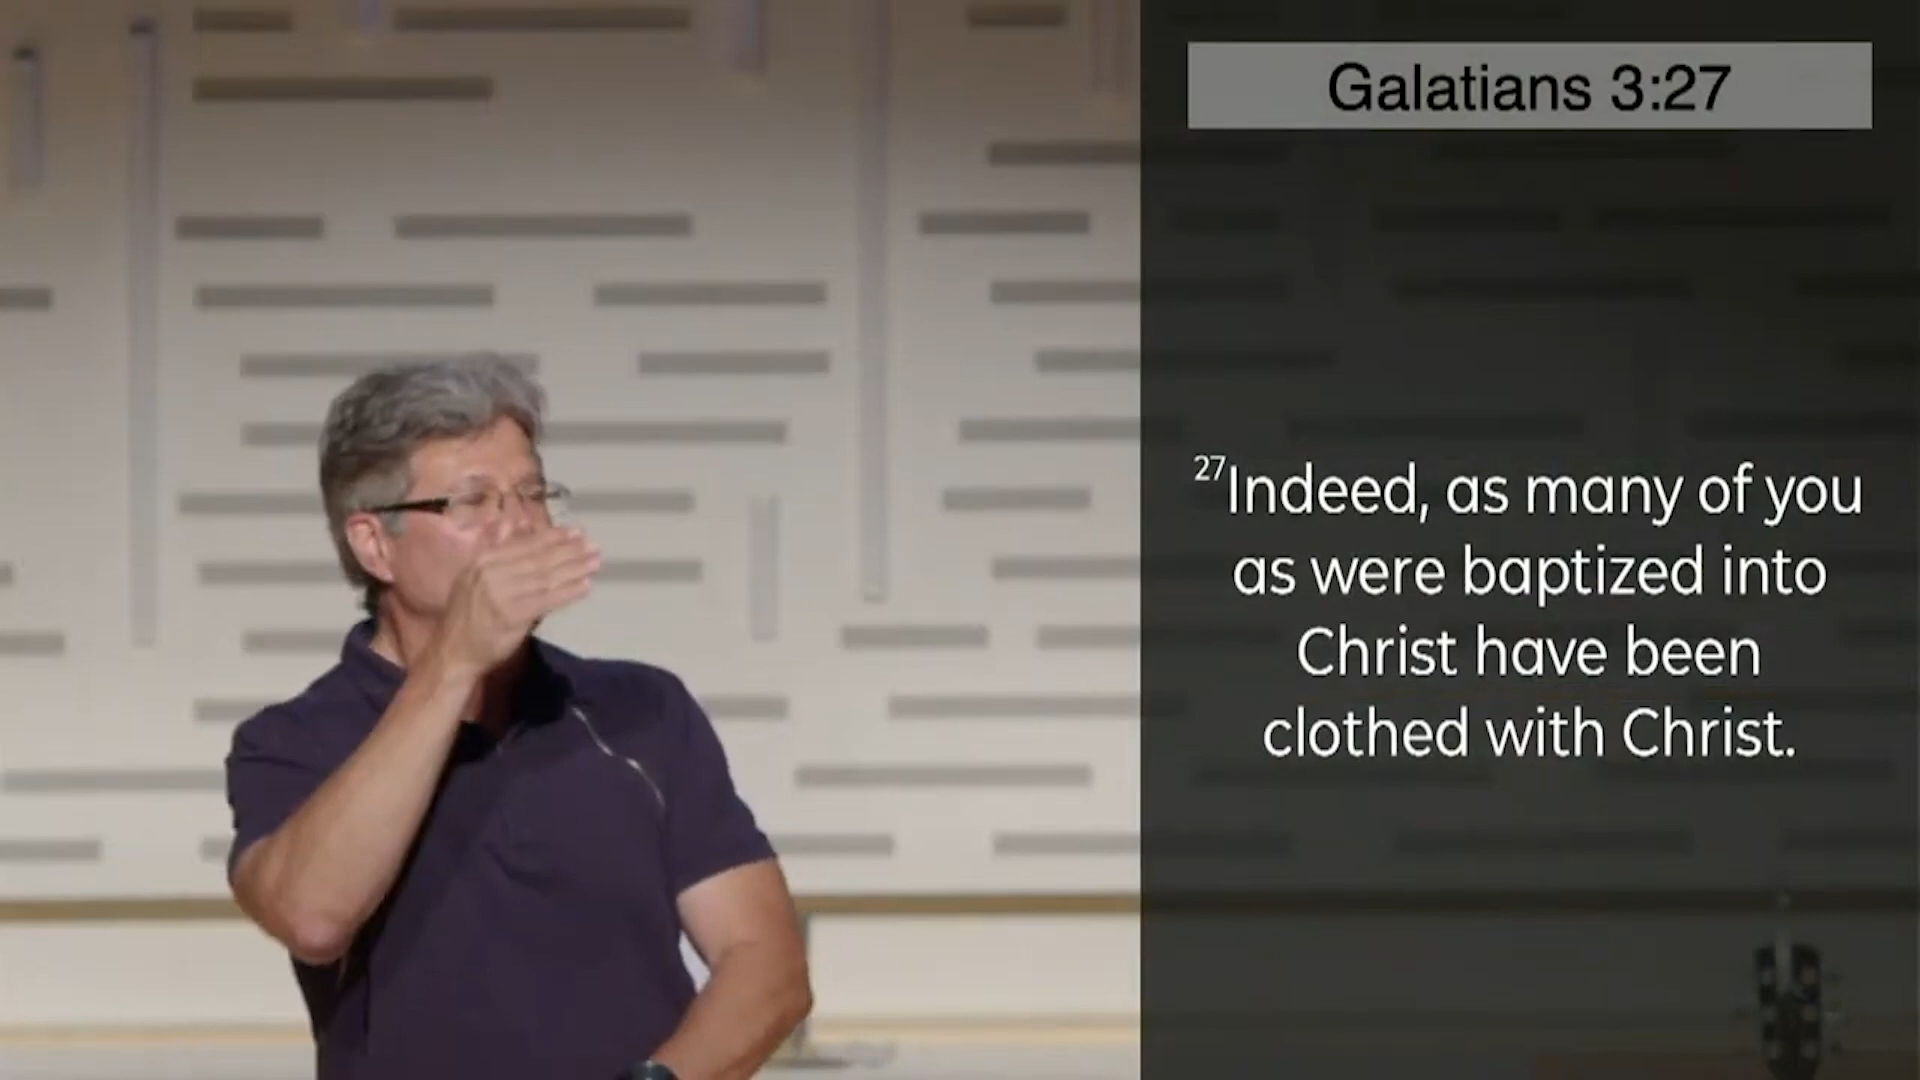 Galatians 3:27
27Indeed, as many of you
as were baptized into
Christ have been
clothed with Christ.